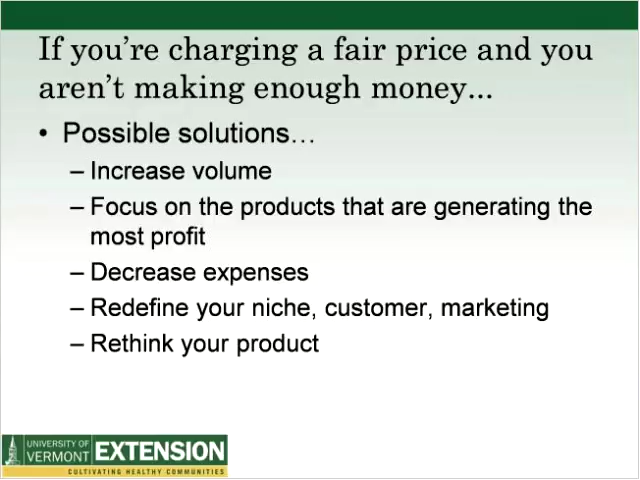 If you’re charging a fair price and you
aren’t making enough money...
• Possible solutions…
– Increase volume
– Focus on the products that are generating the
most profit
– Decrease expenses
– Redefine your niche, customer, marketing
– Rethink your product
UNIVERSITY OF
VERMONT
EXTENSION
CULTIVATING HEALTHY COMMUNITIES